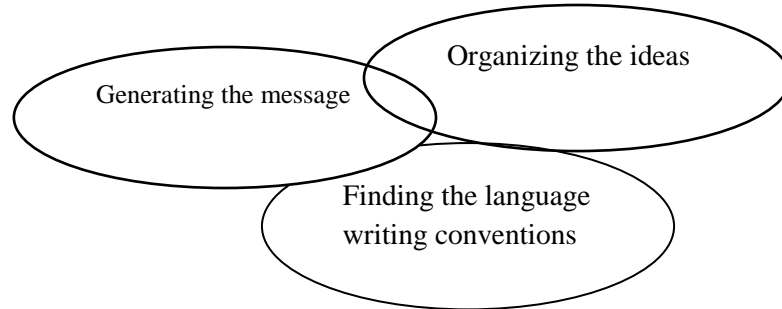 Organizing the ideas
Generating the message
Finding the language
writing conventions